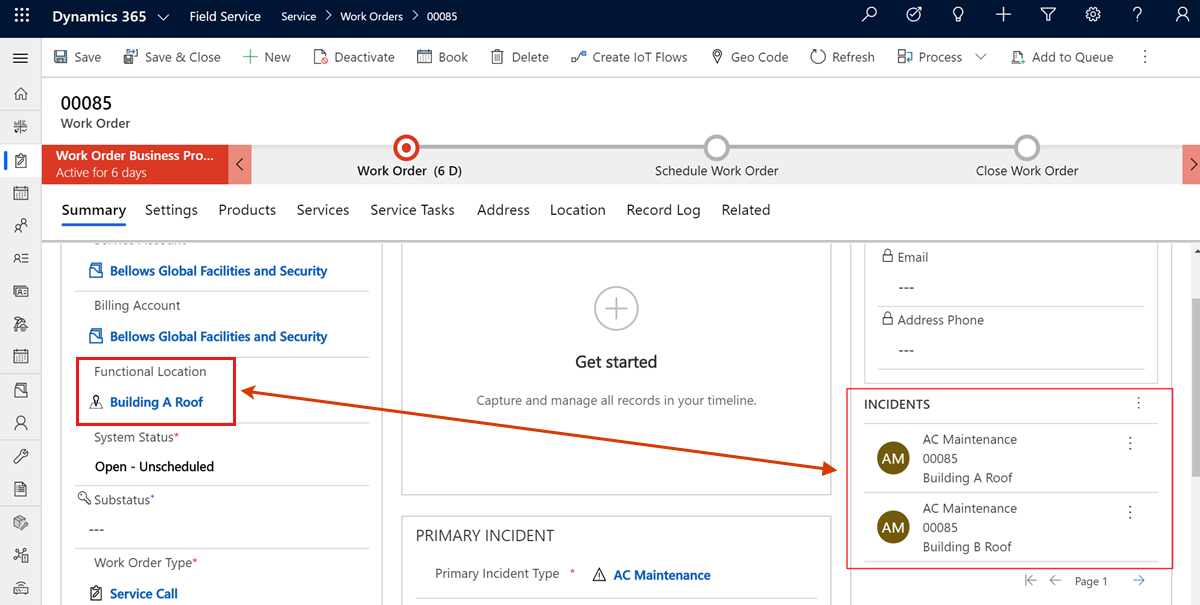 Dynamics 365 Field Service Service Work Orders 00085
Save Save & Close New Deactivate Book Delete Create IoT Flows Geo Code Refresh Process Add to Queue
00085
Work Order
Work Order Business Pro...
Active for 6 days
Work Order (6 D)
Schedule Work Order
Close Work Order
Summary Settings Products Services Service Tasks Address Location Record Log Related
Service Account
Bellows Global Facilities and Security
Billing Account
Bellows Global Facilities and Security
Functional Location
Building A Roof
System Status*
Open - Unscheduled
Substatus*
---
Work Order Type*
Service Call
Get started
Capture and manage all records in your timeline.
PRIMARY INCIDENT
Primary Incident Type * AC Maintenance
Email
---
Address Phone
---
INCIDENTS
AM
AC Maintenance
00085
Building A Roof
AM
AC Maintenance
00085
Building B Roof
Page 1